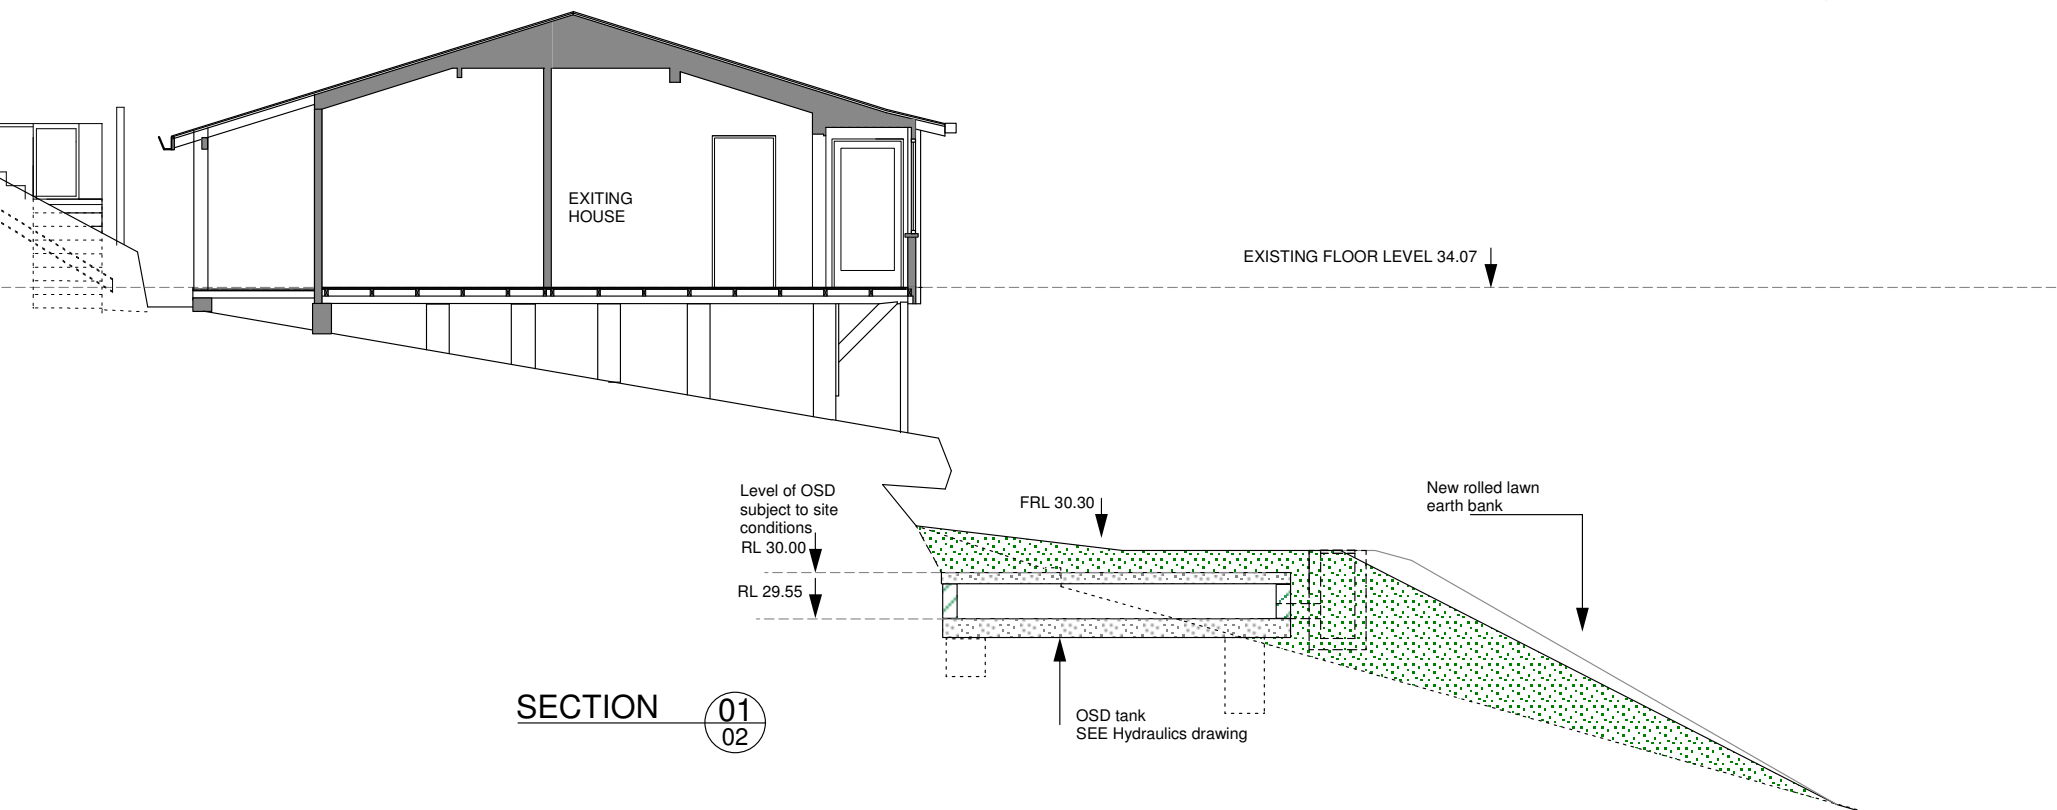 EXITING
HOUSE
EXISTING FLOOR LEVEL 34.07
Level of OSD
subject to site
conditions
RL 30.00
RL 29.55
FRL 30.30
New rolled lawn
earth bank
OSD tank
SEE Hydraulics drawing
SECTION
01
02